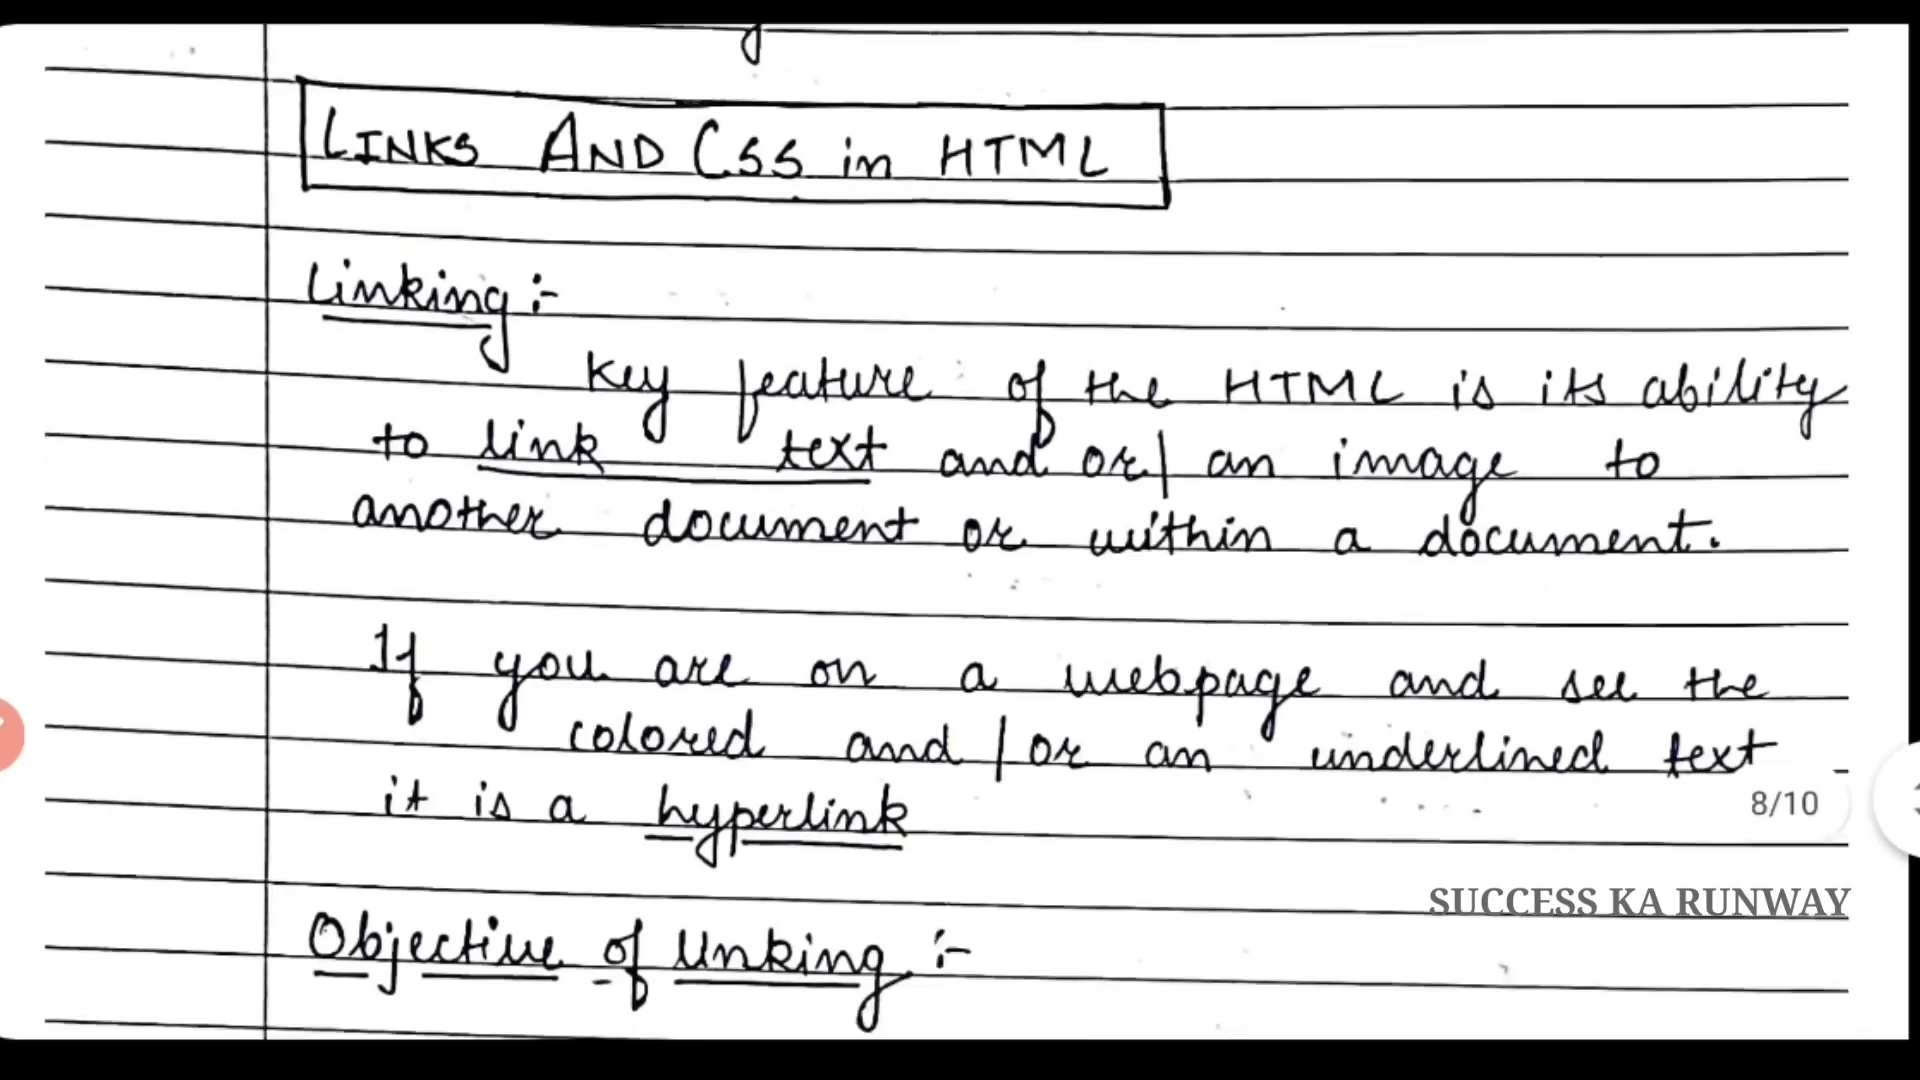 LINKS AND CSS in HTML
Linking :-
Key feature of the HTML is its ability
to link text and or/ an image to
another document or within a document.
If you are on a webpage and see the
colored and / or an underlined text
it is a hyperlink
8/10
SUCCESS KA RUNWAY
Objective of Linking :-